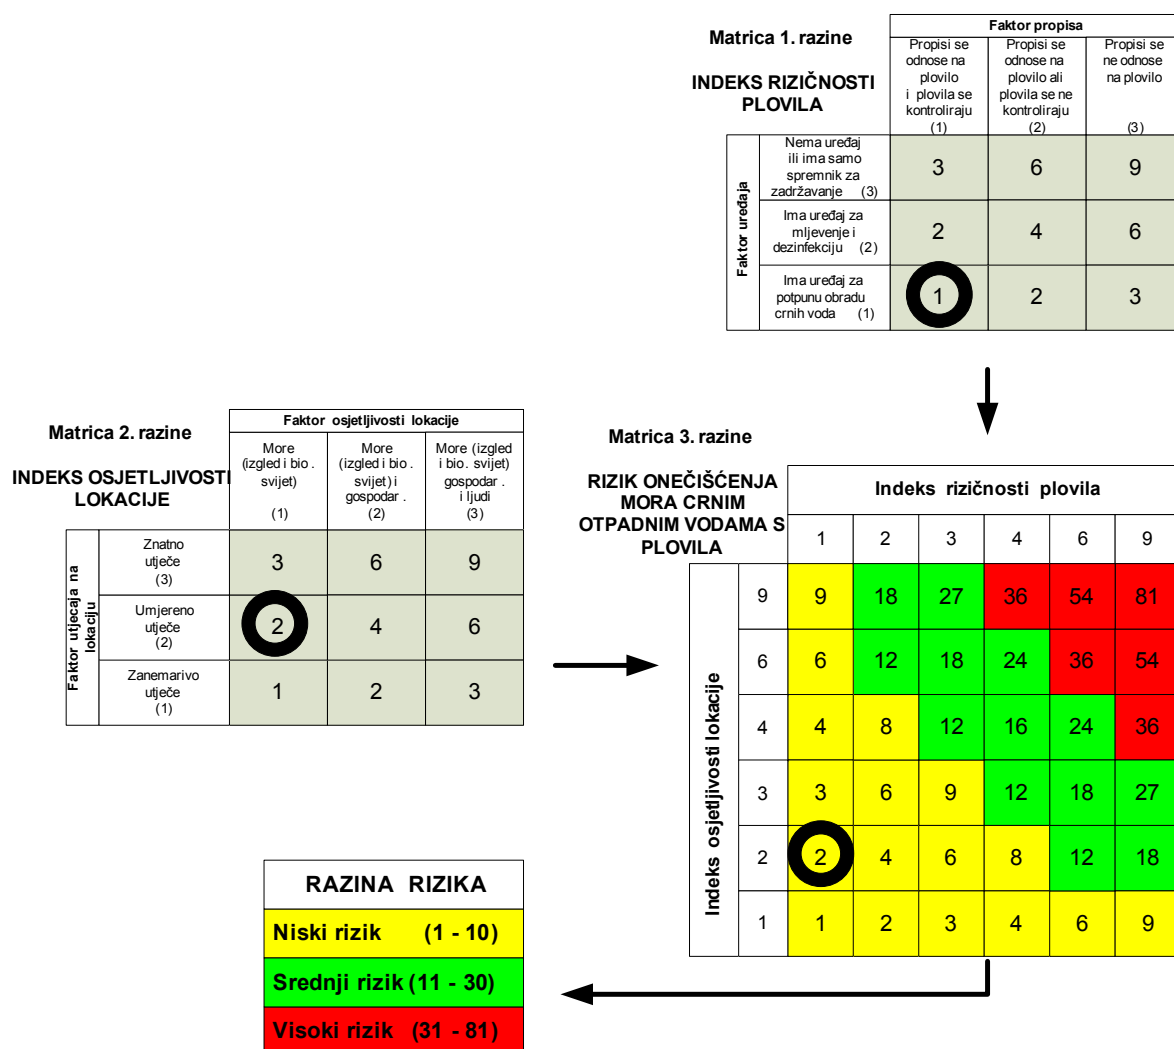 Matrica 1. razine
INDEKS RIZIČNOSTI
PLOVILA
Faktor propisa
Propisi se
odnose na
plovilo
i plovila se
kontroliraju
(1)
Propisi se
odnose na
plovilo ali
plovila se ne
kontroliraju
(2)
Propisi se
ne odnose
na plovilo
(3)
Faktor uređaja
Nema uređaj
ili ima samo
spremnik za
zadržavanje (3)
3 6 9
Ima uređaj za
mljevenje i
dezinfekciju (2)
2 4 6
Ima uređaj za
potpunu obradu
crnih voda (1)
1 2 3
Matrica 2. razine
INDEKS OSJETLJIVOSTI
LOKACIJE
Faktor osjetljivosti lokacije
More
(izgled i bio.
svijet)
(1)
More
(izgled i bio.
svijet) i
gospodar.
(2)
More (izgled
i bio. svijet)
gospodar.
i ljudi
(3)
Faktor utjecaja na
lokaciju
Znatno
utječe
(3)
3 6 9
Umjereno
utječe
(2)
2 4 6
Zanemarivo
utječe
(1)
1 2 3
Matrica 3. razine
RIZIK ONEČIŠĆENJA
MORA CRNIM
OTPADNIM VODAMA S
PLOVILA
Indeks rizičnosti plovila
1 2 3 4 6 9
Indeks osjetljivosti lokacije
9 9 18 27 36 54 81
6 6 12 18 24 36 54
4 4 8 12 16 24 36
3 3 6 9 12 18 27
2 2 4 6 8 12 18
1 1 2 3 4 6 9
RAZINA RIZIKA
Niski rizik (1 - 10)
Srednji rizik (11 - 30)
Visoki rizik (31 - 81)